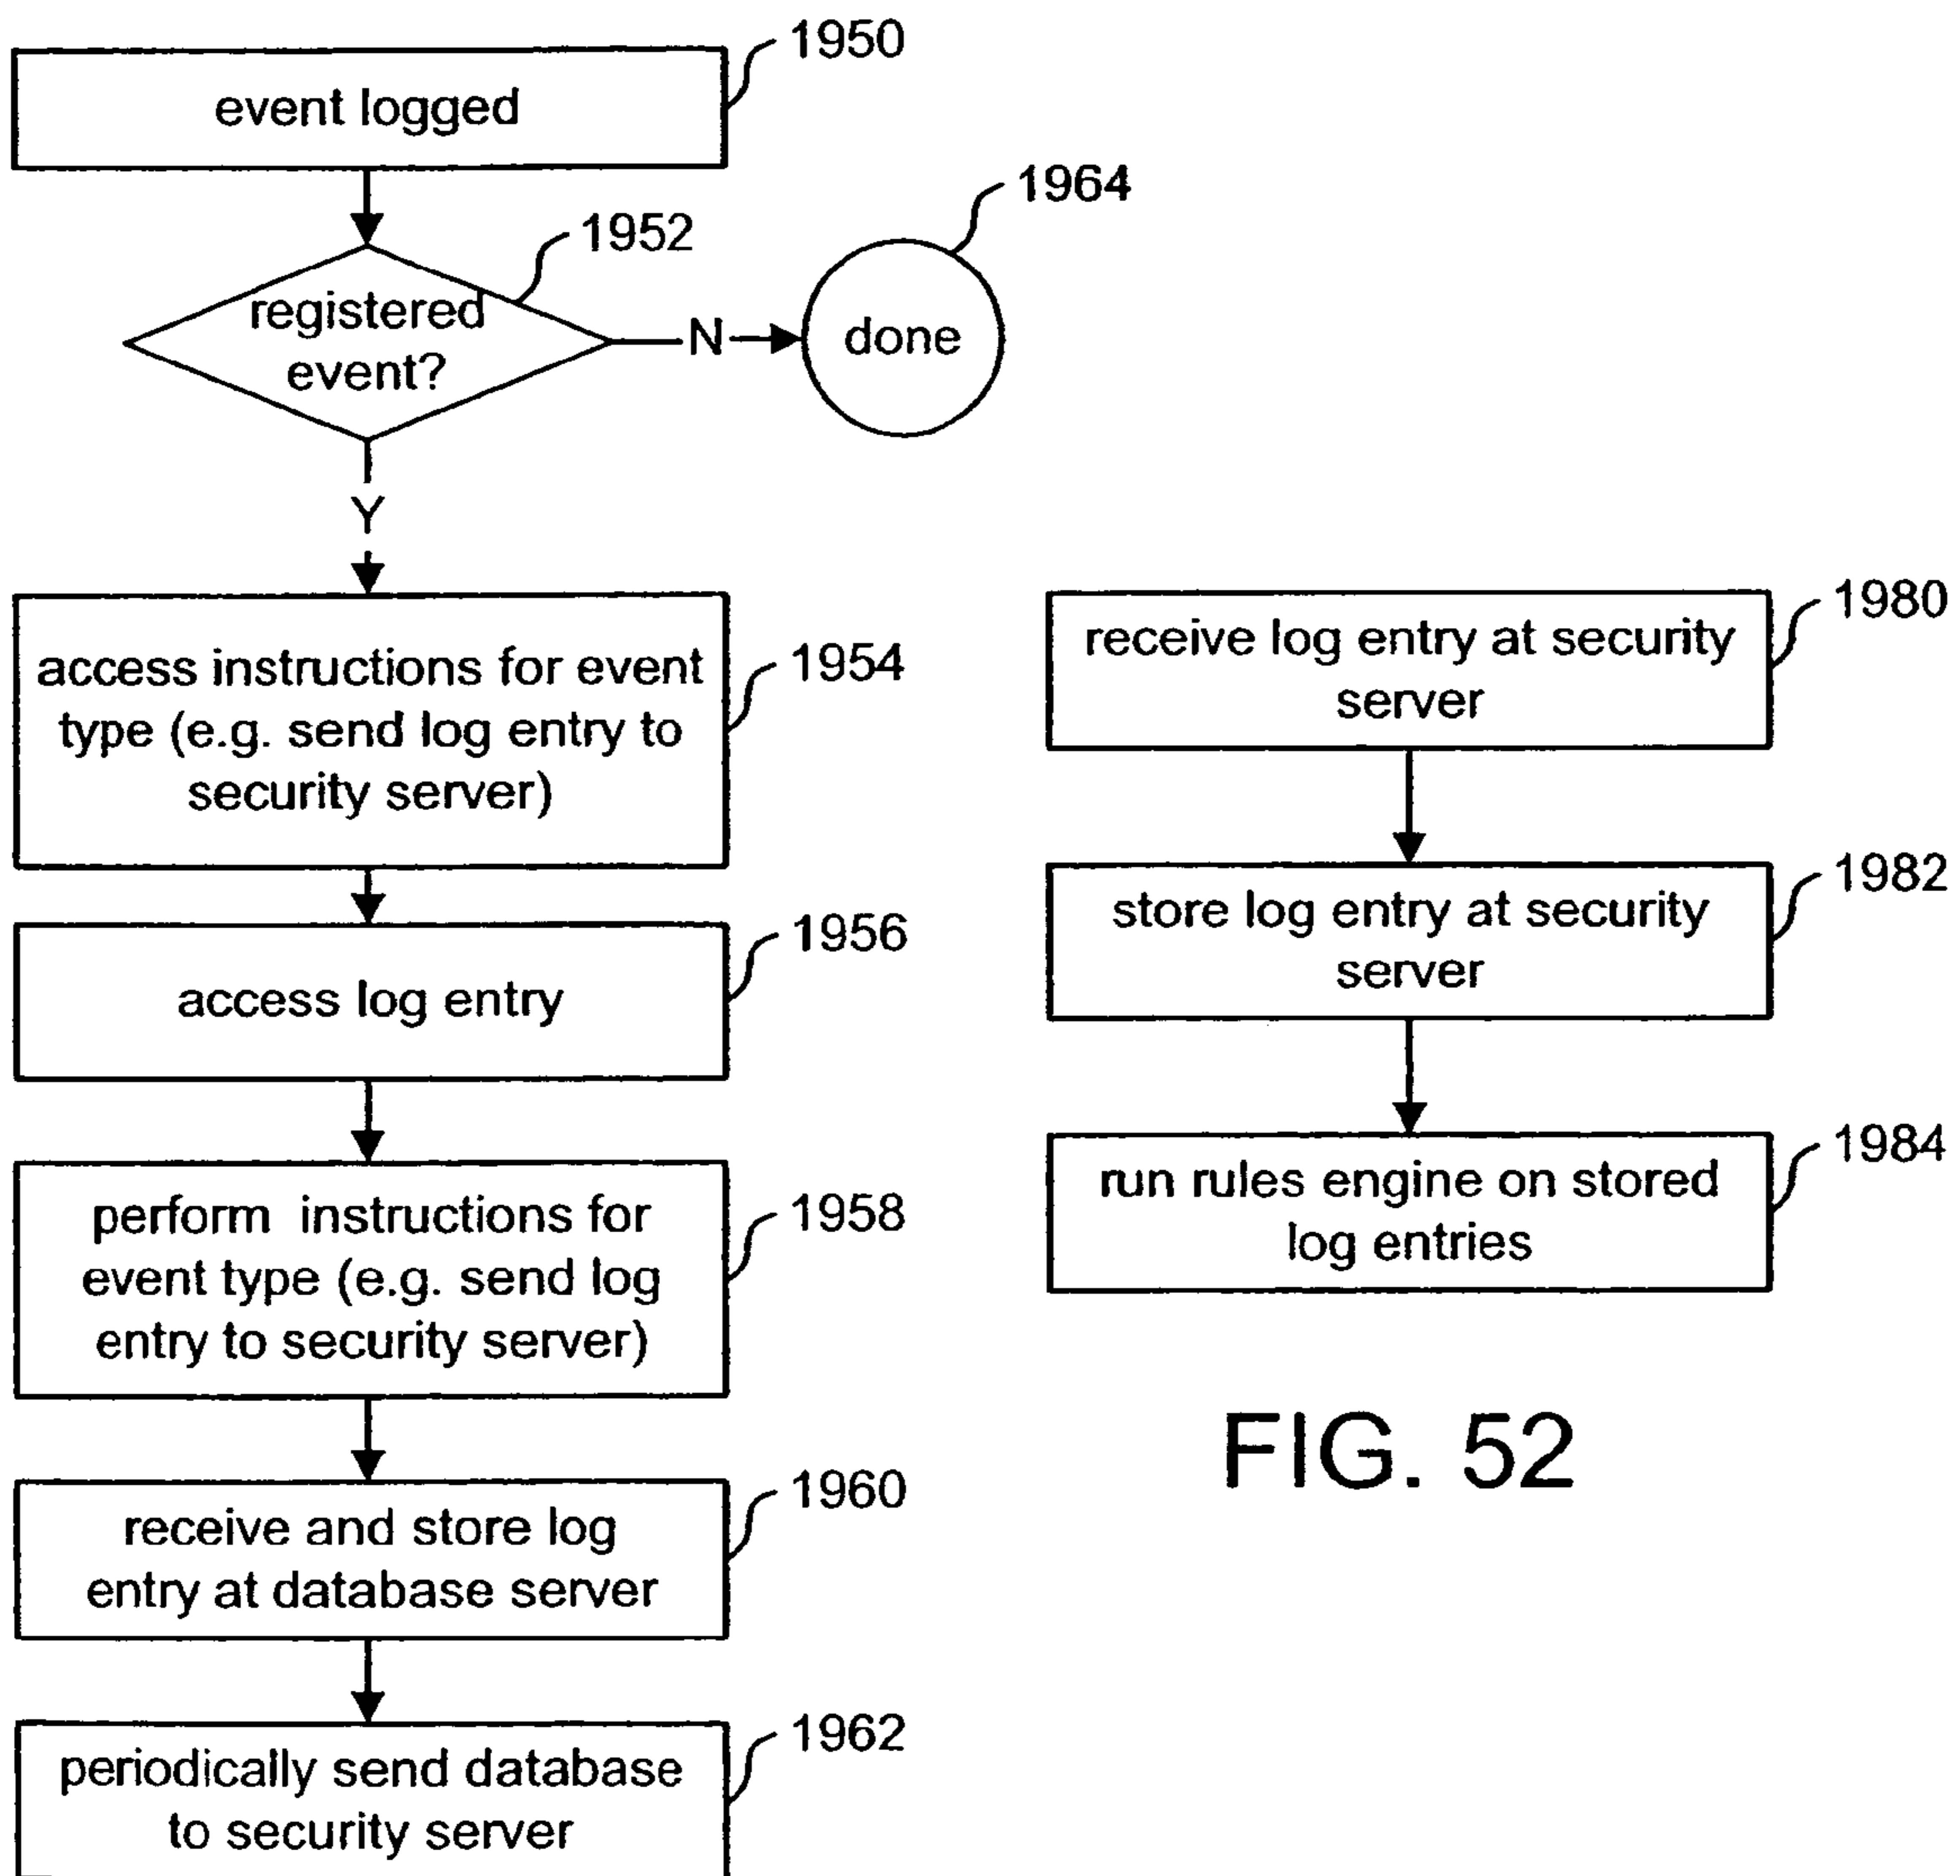 1950
event logged
1964
1952
registered
event?
N
done
Y
access instructions for event
type (e.g. send log entry to
security server)
1954
access log entry
1956
perform instructions for
event type (e.g. send log
entry to security server)
1958
receive and store log
entry at database server
1960
periodically send database
to security server
1962
receive log entry at security
server
1980
store log entry at security
server
1982
run rules engine on stored
log entries
1984
FIG. 52